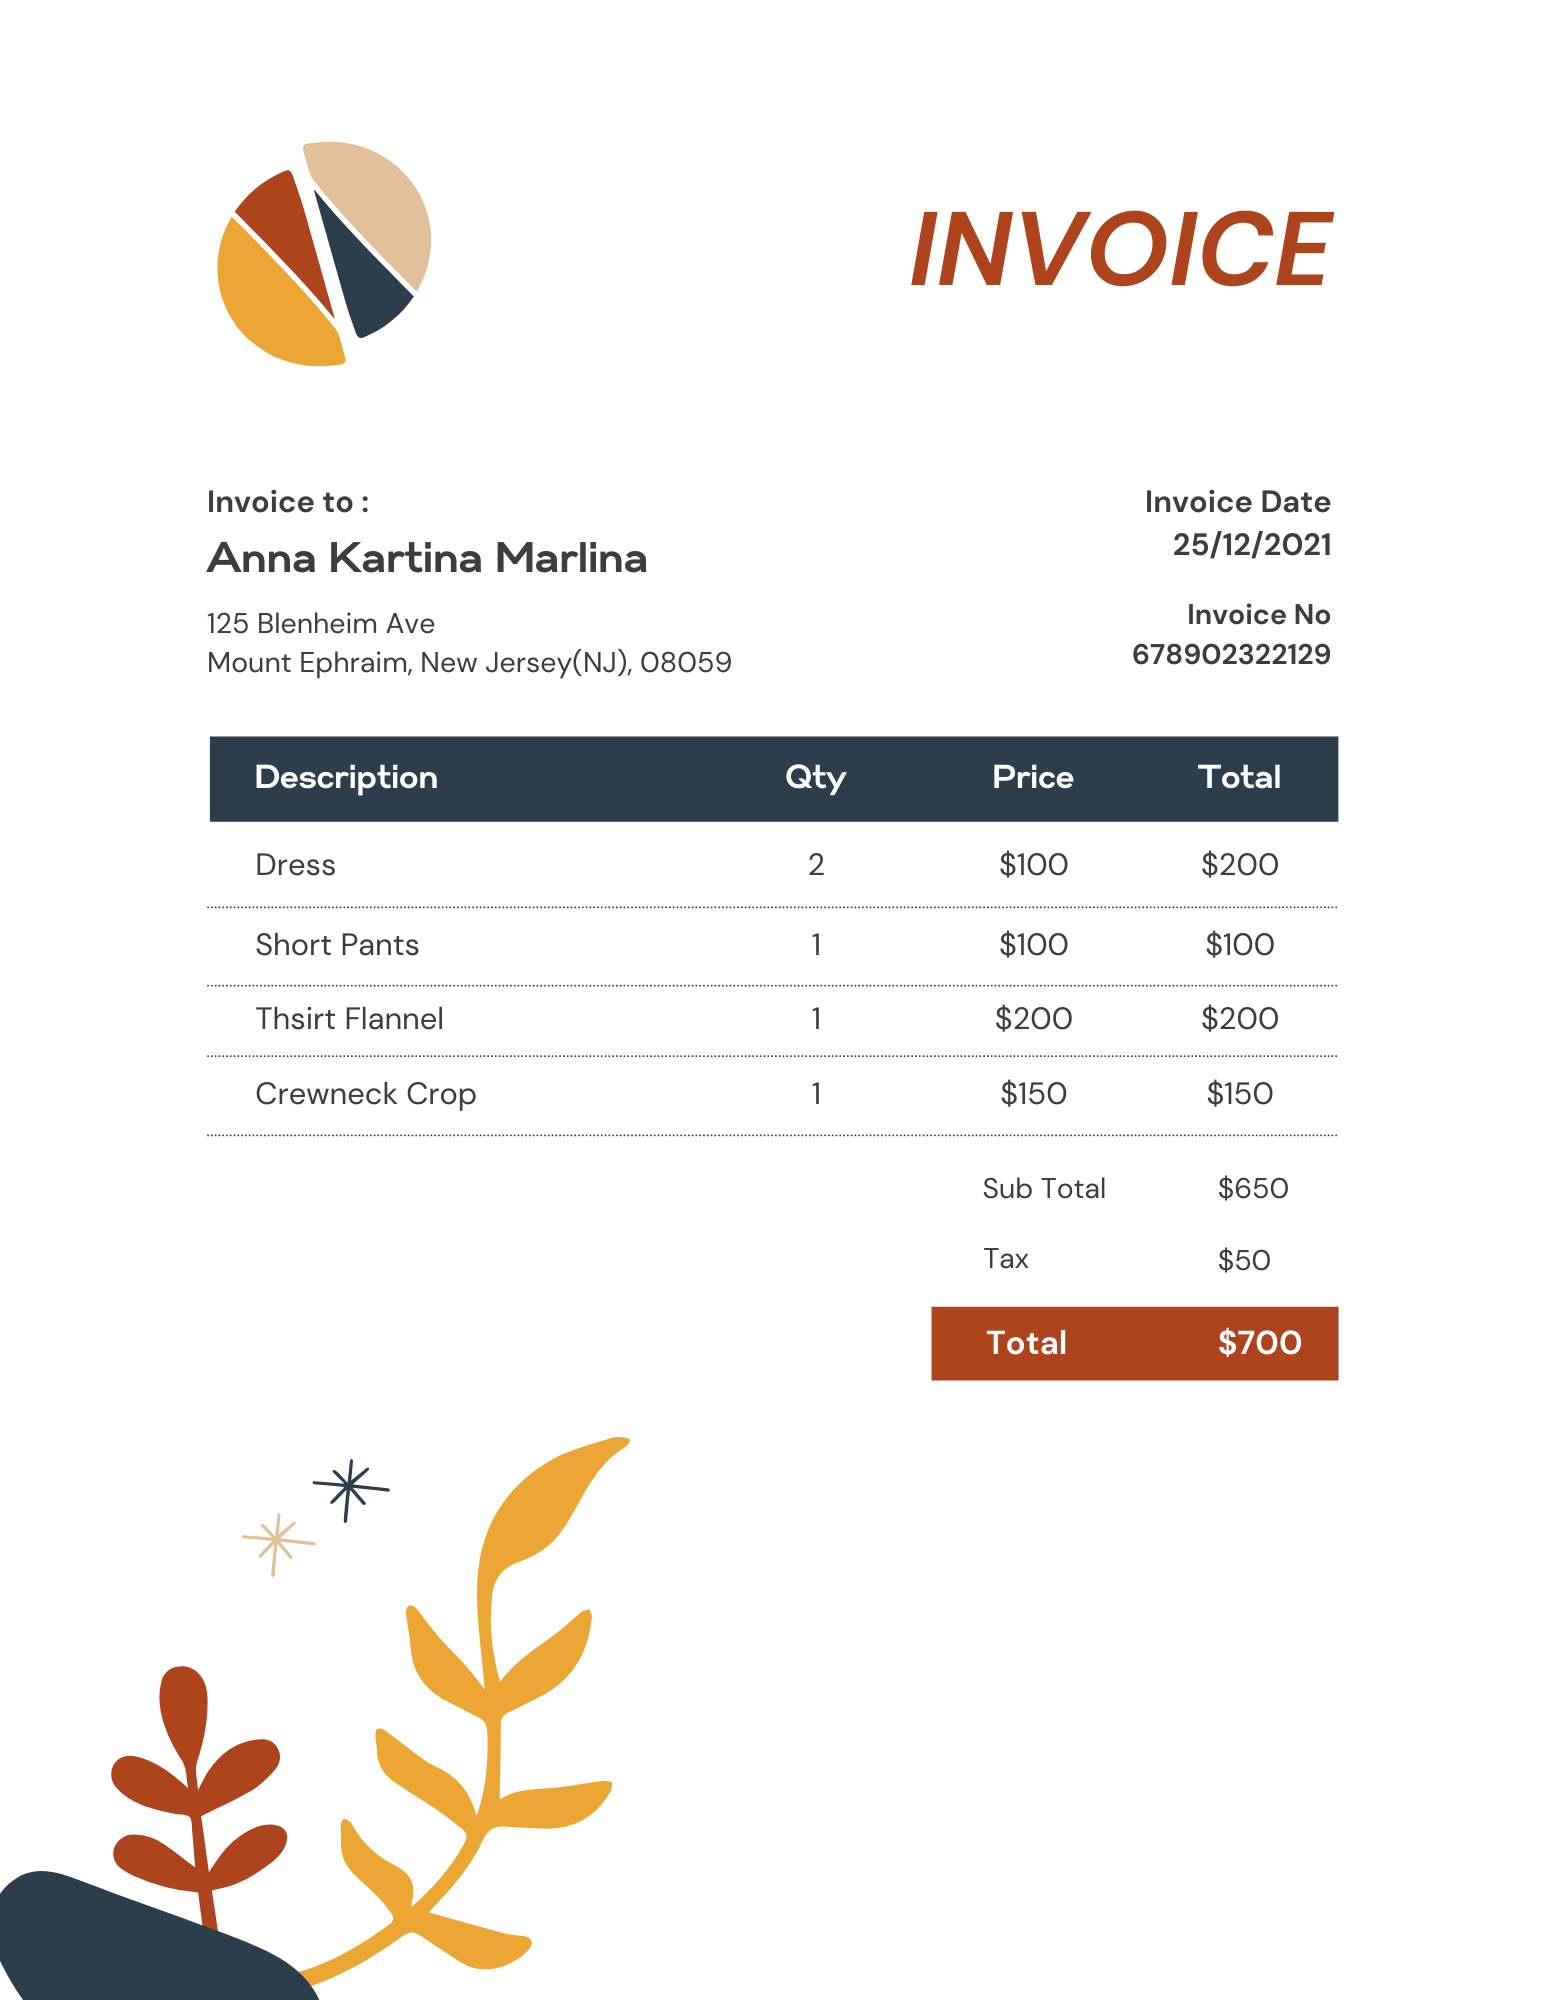 INVOICE
Invoice to :
Anna Kartina Marlina
125 Blenheim Ave
Mount Ephraim, New Jersey(NJ), 08059
Invoice Date
25/12/2021
Invoice No
678902322129
Description Qty Price Total
Dress 2 $100 $200
Short Pants 1 $100 $100
Thsirt Flannel 1 $200 $200
Crewneck Crop 1 $150 $150
Sub Total $650
Tax $50
Total $700